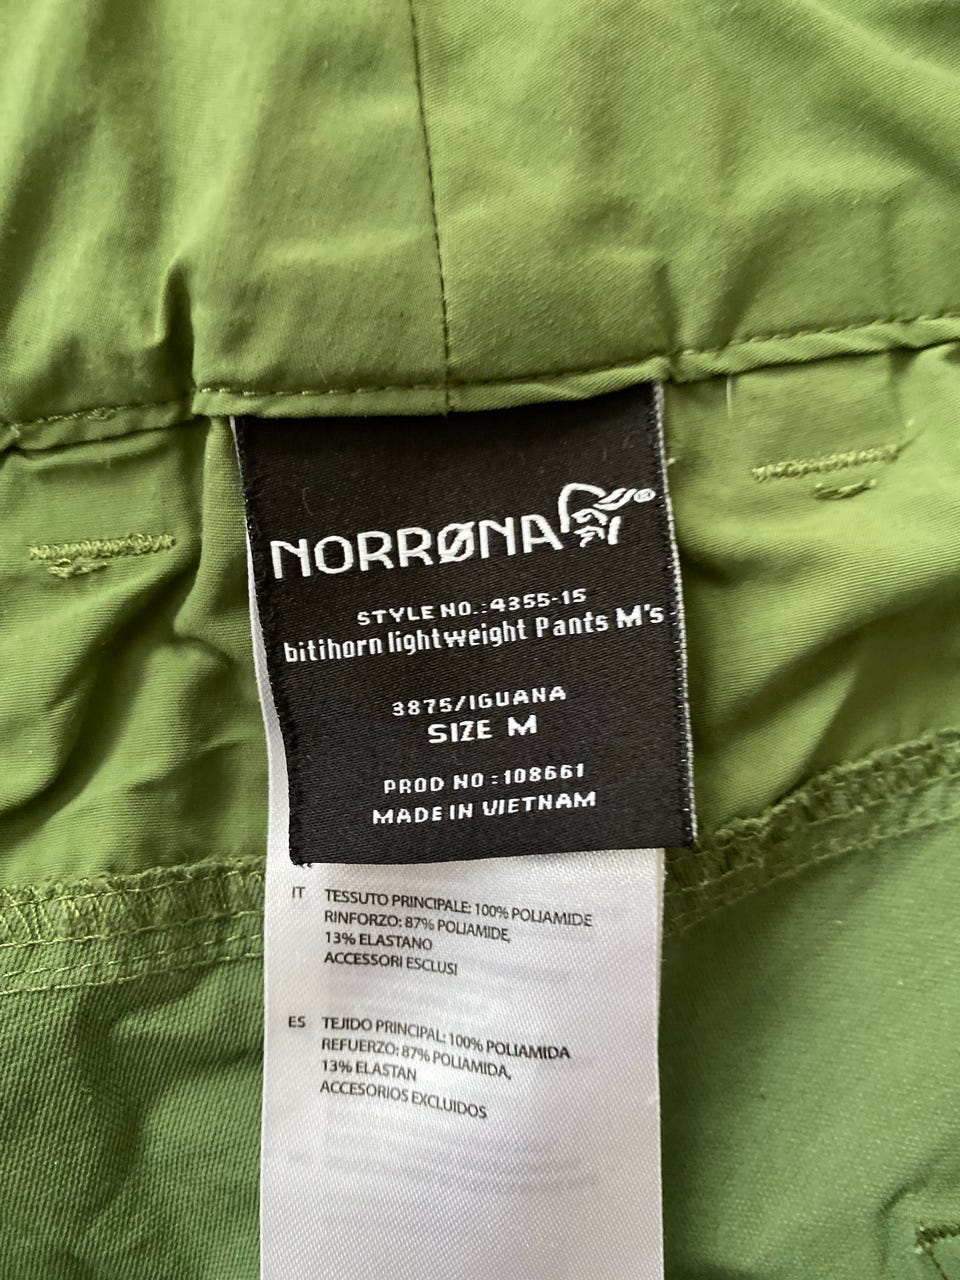 NORRØNA®
STYLE NO.:4355-15
bitihorn lightweight Pants M's
3875/IGUANA
SIZE M
PROD NO:108661
MADE IN VIETNAM
IT TESSUTO PRINCIPALE: 100% POLIAMIDE
RINFORZO: 87% POLIAMIDE,
13% ELASTANO
ACCESSORI ESCLUSI
ES TEJIDO PRINCIPAL: 100% POLIAMIDA
REFUERZO: 87% POLIAMIDA,
13% ELASTAN
ACCESORIOS EXCLUIDOS